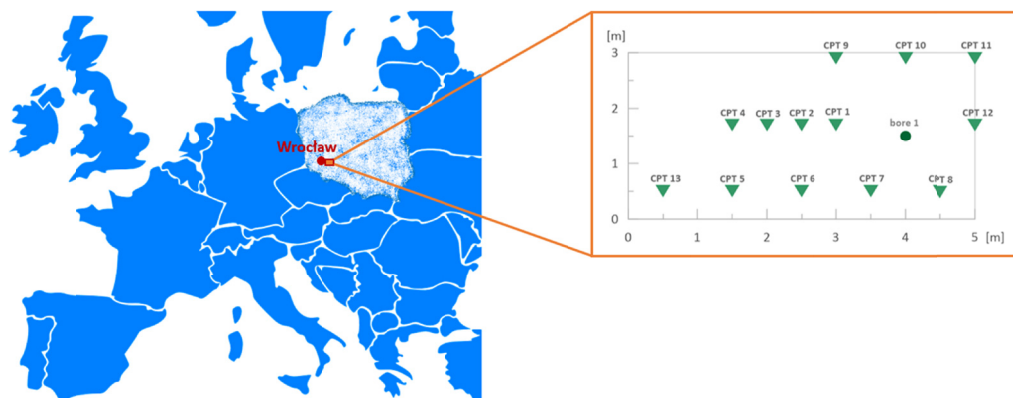 Wrocław
[m]
3
CPT 9
CPT 10
CPT 11
2
CPT 4
CPT 3
CPT 2
CPT 1
bore 1
CPT 12
1
CPT 13
CPT 5
CPT 6
CPT 7
CPT 8
0
0 1 2 3 4 5 [m]